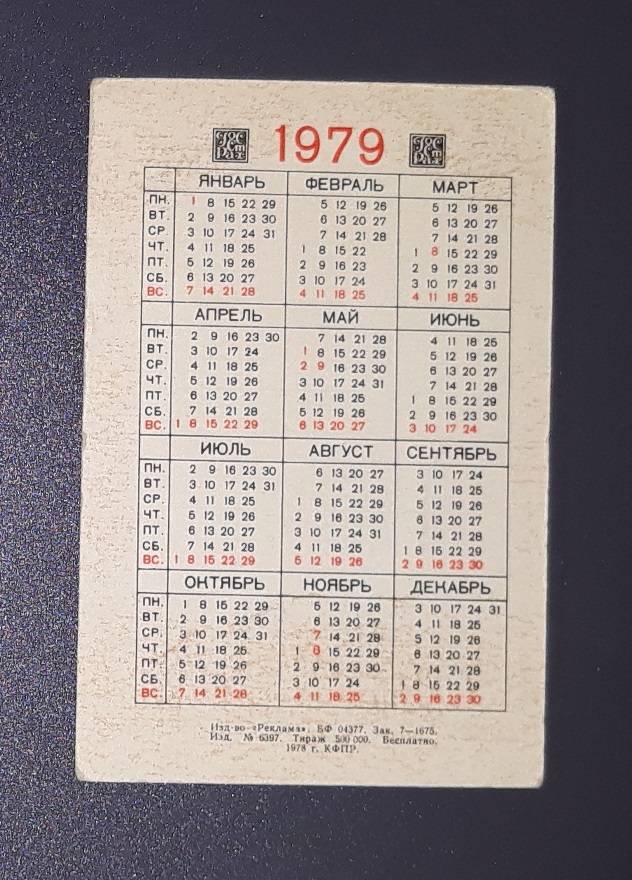 Гос
ст
рах
1979
Гос
ст
рах
ЯНВАРЬ ФЕВРАЛЬ МАРТ
ПН. 1 8 15 22 29 5 12 19 26 5 12 19 26
ВТ. 2 9 16 23 30 6 13 20 27 6 13 20 27
СР. 3 10 17 24 31 7 14 21 28 7 14 21 28
ЧТ. 4 11 18 25 1 8 15 22 1 8 15 22 29
ПТ. 5 12 19 26 2 9 16 23 2 9 16 23 30
СБ. 6 13 20 27 3 10 17 24 3 10 17 24 31
ВС. 7 14 21 28 4 11 18 25 4 11 18 25
АПРЕЛЬ МАЙ ИЮНЬ
ПН. 2 9 16 23 30 7 14 21 28 4 11 18 25
ВТ. 3 10 17 24 1 8 15 22 29 5 12 19 26
СР. 4 11 18 25 2 9 16 23 30 6 13 20 27
ЧТ. 5 12 19 26 3 10 17 24 31 7 14 21 28
ПТ. 6 13 20 27 4 11 18 25 1 8 15 22 29
СБ. 7 14 21 28 5 12 19 26 2 9 16 23 30
ВС. 1 8 15 22 29 6 13 20 27 3 10 17 24
ИЮЛЬ АВГУСТ СЕНТЯБРЬ
ПН. 2 9 16 23 30 6 13 20 27 3 10 17 24
ВТ. 3 10 17 24 31 7 14 21 28 4 11 18 25
СР. 4 11 18 25 1 8 15 22 29 5 12 19 26
ЧТ. 5 12 19 26 2 9 16 23 30 6 13 20 27
ПТ. 6 13 20 27 3 10 17 24 31 7 14 21 28
СБ. 7 14 21 28 4 11 18 25 1 8 15 22 29
ВС. 1 8 15 22 29 5 12 19 26 2 9 16 23 30
ОКТЯБРЬ НОЯБРЬ ДЕКАБРЬ
ПН. 1 8 15 22 29 5 12 19 26 3 10 17 24 31
ВТ. 2 9 16 23 30 6 13 20 27 4 11 18 25
СР. 3 10 17 24 31 7 14 21 28 5 12 19 26
ЧТ. 4 11 18 25 1 8 15 22 29 6 13 20 27
ПТ. 5 12 19 26 2 9 16 23 30 7 14 21 28
СБ. 6 13 20 27 3 10 17 24 1 8 15 22 29
ВС. 7 14 21 28 4 11 18 25 2 9 16 23 30
Изд-во «Реклама». БФ 04377. Зак. 7—1675.
Изд. № 6397. Тираж 500 000. Бесплатно.
1978 г. КФПР.